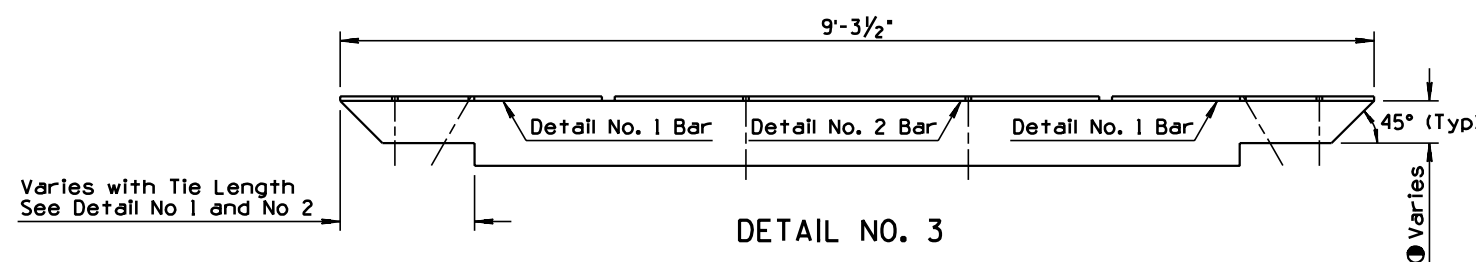 9'-3½"
Detail No. 1 Bar
Detail No. 2 Bar
Detail No. 1 Bar
45° (Typ)
Varies with Tie Length
See Detail No 1 and No 2
Varies
DETAIL NO. 3